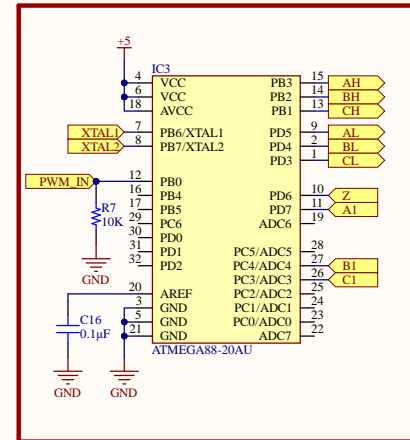 +5
IC3
4 VCC PB3 15 AH
6 VCC PB2 14 BH
18 AVCC PB1 13 CH
XTAL1 7 PB6/XTAL1 PD5 9 AL
XTAL2 8 PB7/XTAL2 PD4 2 BL
PD3 1 CL
PWM_IN 12 PB0
16 PB4 PD6 10 Z
17 PB5 PD7 11 A1
29 PC6 ADC6 19
R7
10K
30 PD0
31 PD1 PC5/ADC5 28
32 PD2 PC4/ADC4 27 B1
GND
PC3/ADC3 26 C1
20 AREF PC2/ADC2 25
3 GND PC1/ADC1 24
5 GND PC0/ADC0 23
21 GND ADC7 22
C16
0.1µF
ATMEGA88-20AU
GND GND